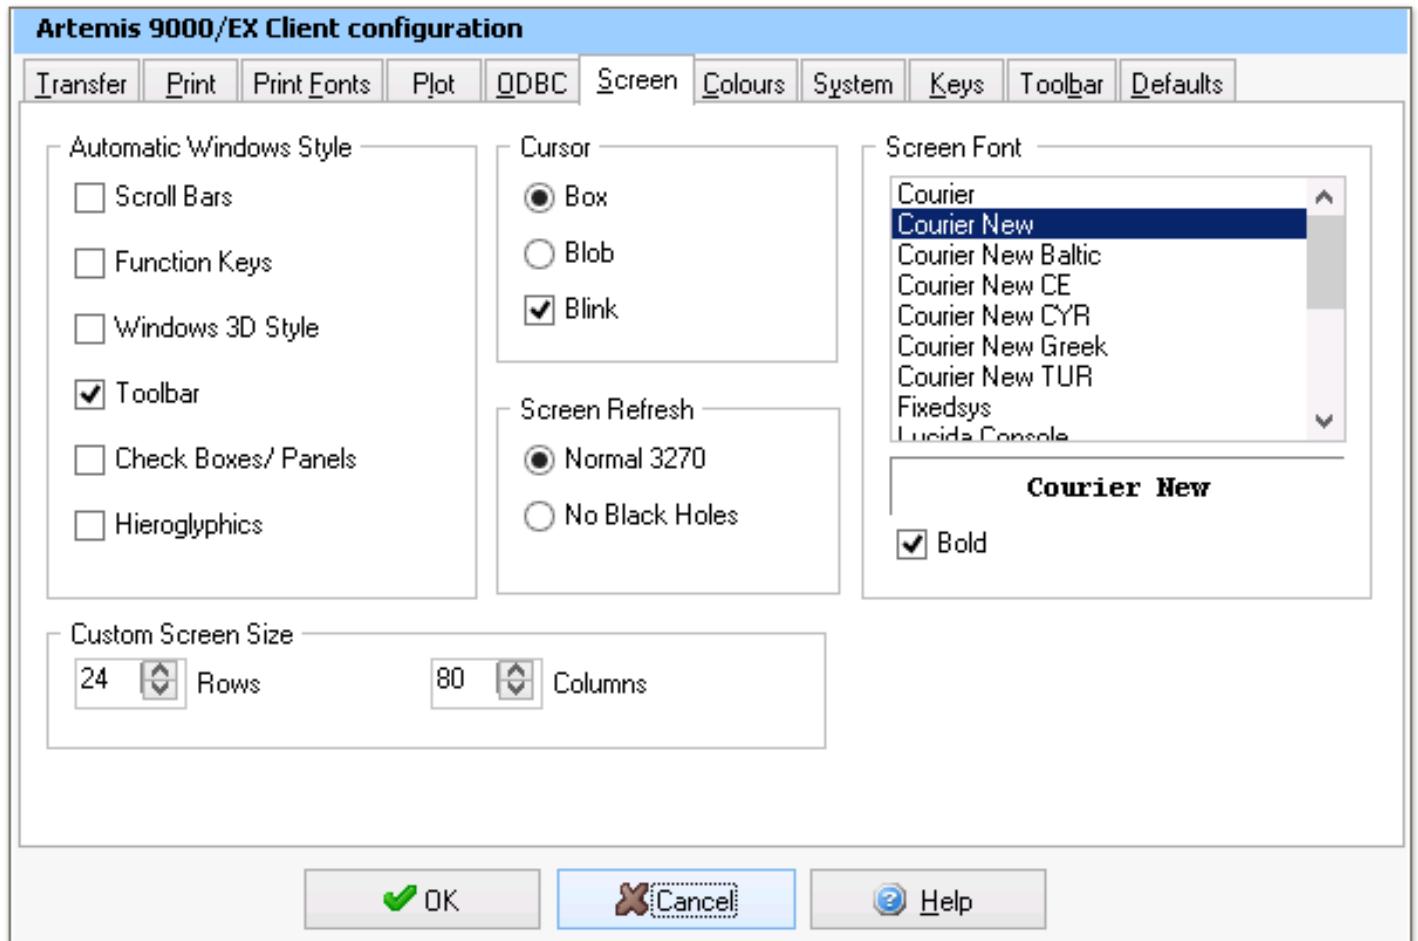 Artemis 9000/EX Client configuration
Transfer Print Print Fonts Plot ODBC Screen Colours System Keys Toolbar Defaults
Automatic Windows Style
Scroll Bars
Function Keys
Windows 3D Style
Toolbar
Check Boxes/ Panels
Hieroglyphics
Cursor
Box
Blob
Blink
Screen Refresh
Normal 3270
No Black Holes
Screen Font
Courier
Courier New
Courier New Baltic
Courier New CE
Courier New CYR
Courier New Greek
Courier New TUR
Fixedsys
Lucida Console
Courier New
Bold
Custom Screen Size
24 Rows 80 Columns
OK Cancel Help